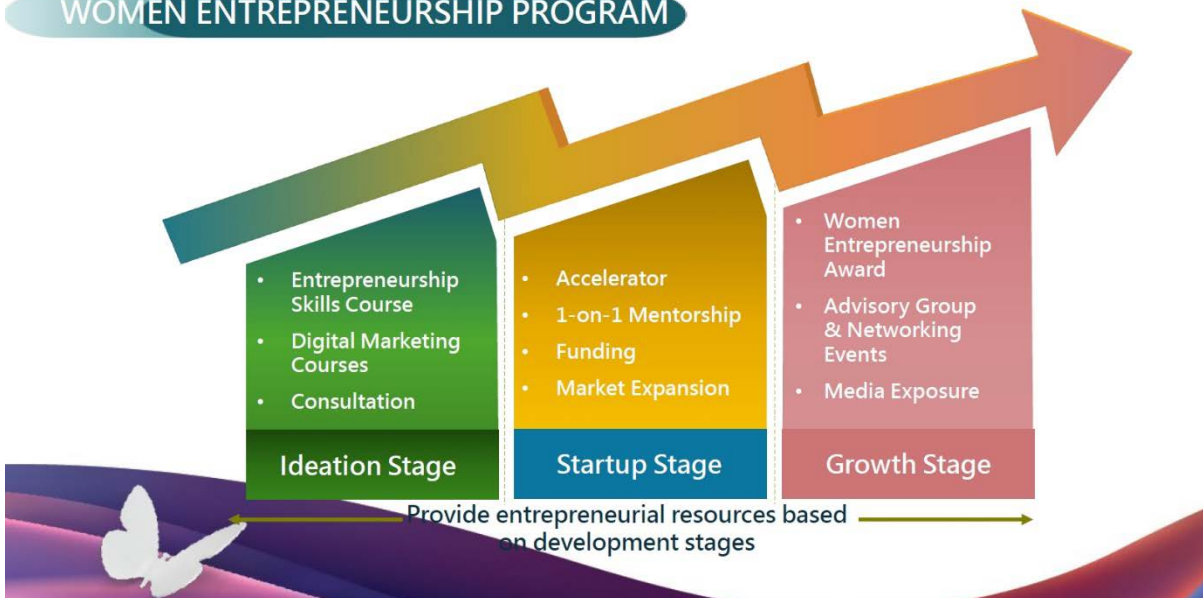 WOMEN ENTREPRENEURSHIP PROGRAM
• Entrepreneurship
Skills Course
• Digital Marketing
Courses
• Consultation
Ideation Stage
• Accelerator
• 1-on-1 Mentorship
• Funding
• Market Expansion
Startup Stage
• Women
Entrepreneurship
Award
• Advisory Group
& Networking
Events
• Media Exposure
Growth Stage
Provide entrepreneurial resources based
on development stages